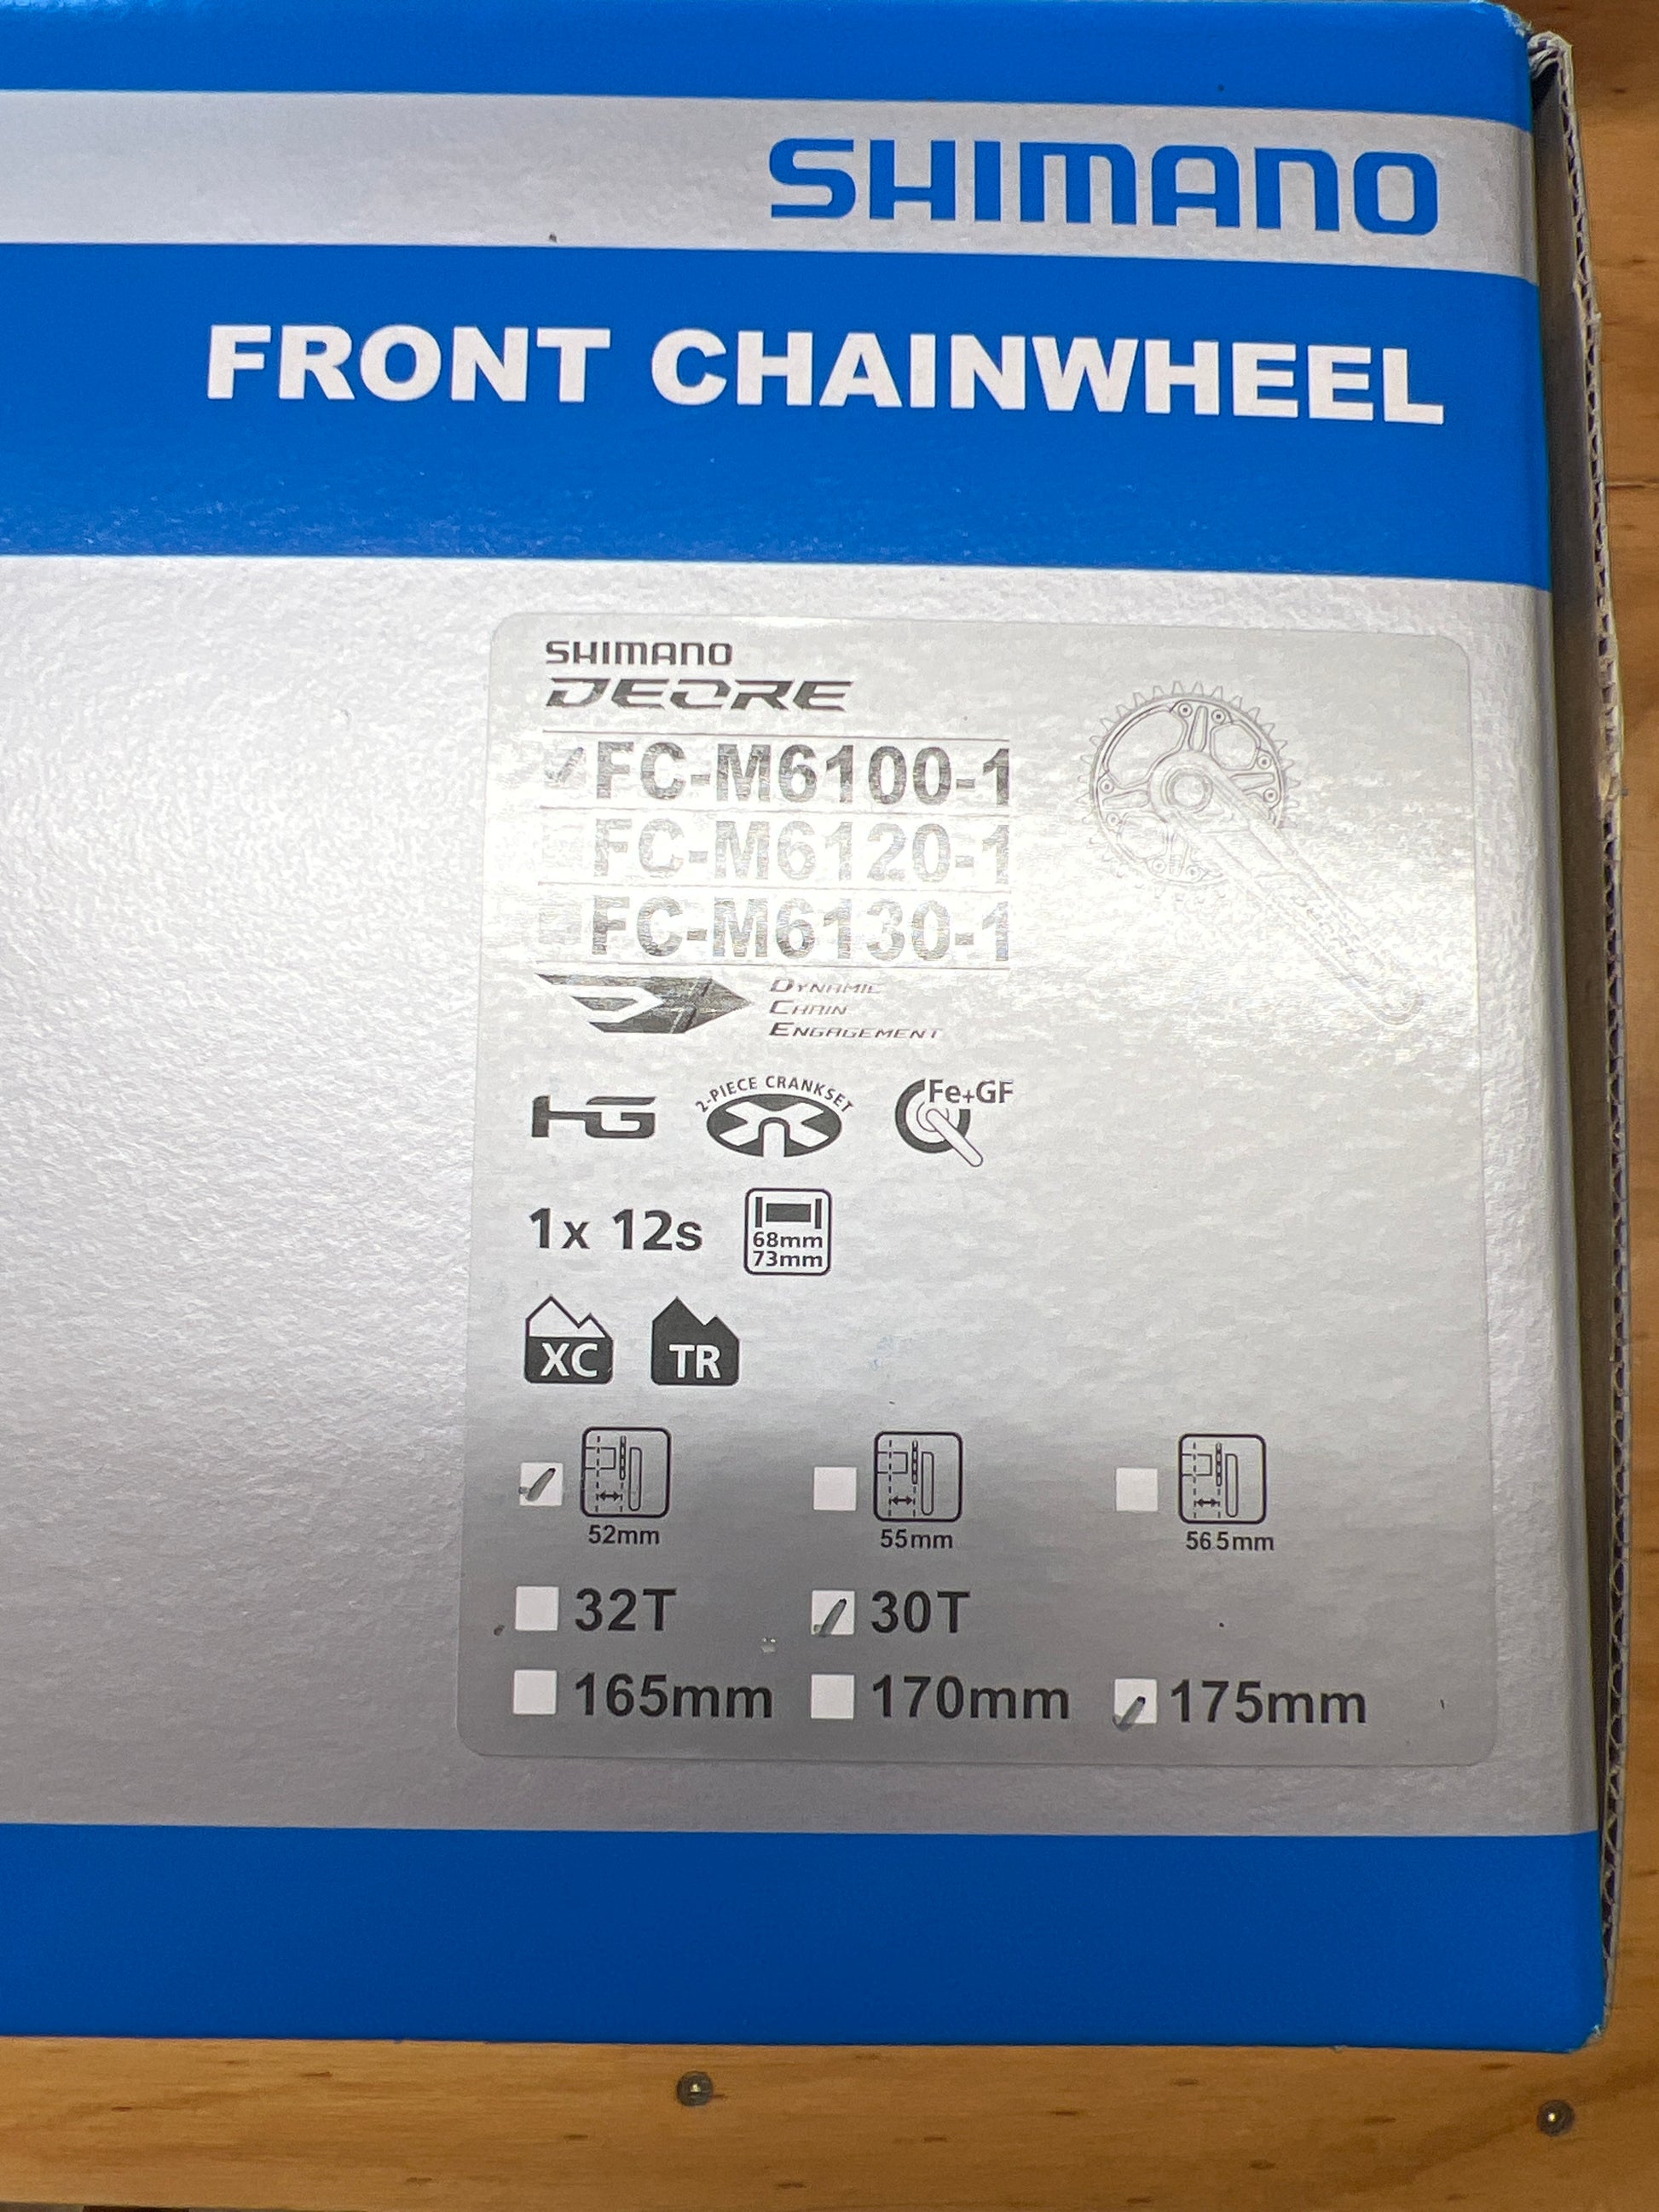 SHIMANO
FRONT CHAINWHEEL
SHIMANO
DEORE
FC-M6100-1
FC-M6120-1
FC-M6130-1
DYNAMIC
CHAIN
ENGAGEMENT
HG 2-PIECE CRANKSET Fe+GF
1x 12s 68mm
73mm
XC TR
52mm 55mm 56.5mm
32T 30T
165mm 170mm 175mm